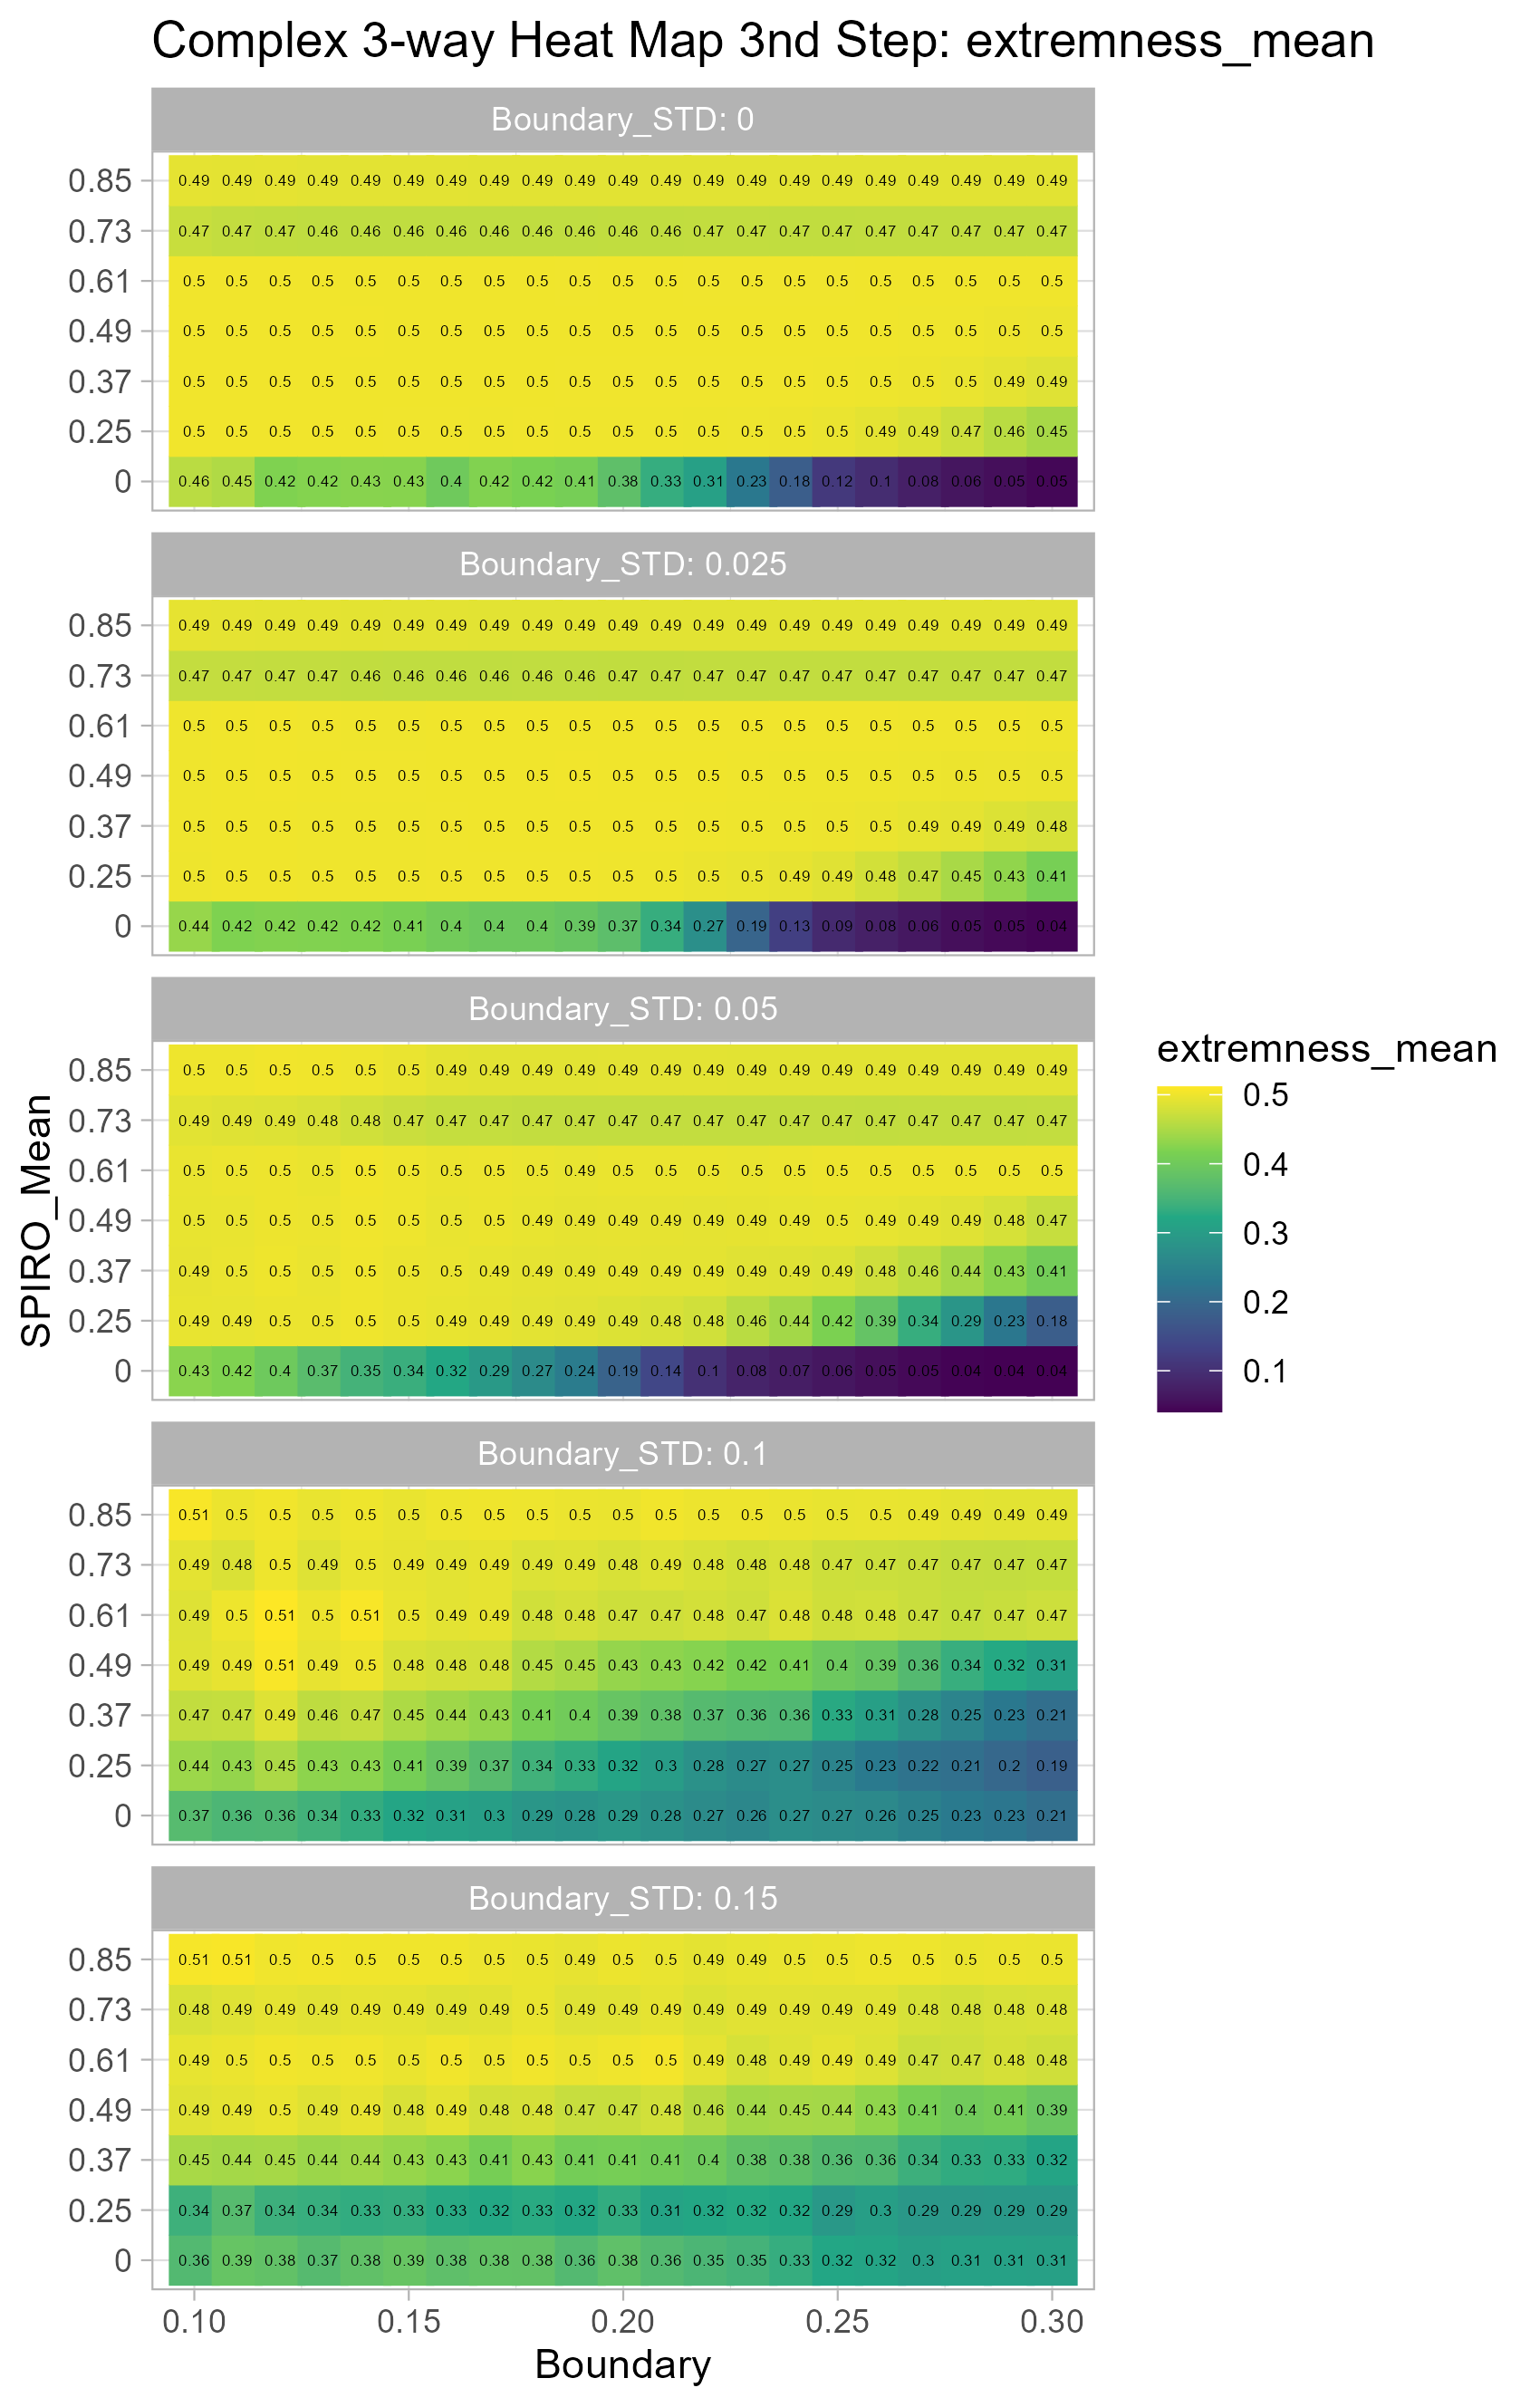 Complex 3-way Heat Map 3nd Step: extremness_mean
Boundary_STD: 0
0.85 0.49 0.49 0.49 0.49 0.49 0.49 0.49 0.49 0.49 0.49 0.49 0.49 0.49 0.49 0.49 0.49 0.49 0.49 0.49 0.49 0.49
0.73 0.47 0.47 0.47 0.46 0.46 0.46 0.46 0.46 0.46 0.46 0.46 0.46 0.47 0.47 0.47 0.47 0.47 0.47 0.47 0.47 0.47
0.61 0.5 0.5 0.5 0.5 0.5 0.5 0.5 0.5 0.5 0.5 0.5 0.5 0.5 0.5 0.5 0.5 0.5 0.5 0.5 0.5 0.5
0.49 0.5 0.5 0.5 0.5 0.5 0.5 0.5 0.5 0.5 0.5 0.5 0.5 0.5 0.5 0.5 0.5 0.5 0.5 0.5 0.5 0.5
0.37 0.5 0.5 0.5 0.5 0.5 0.5 0.5 0.5 0.5 0.5 0.5 0.5 0.5 0.5 0.5 0.5 0.5 0.5 0.5 0.49 0.49
0.25 0.5 0.5 0.5 0.5 0.5 0.5 0.5 0.5 0.5 0.5 0.5 0.5 0.5 0.5 0.5 0.5 0.49 0.49 0.47 0.46 0.45
0 0.46 0.45 0.42 0.42 0.43 0.43 0.4 0.42 0.42 0.41 0.38 0.33 0.31 0.23 0.18 0.12 0.1 0.08 0.06 0.05 0.05
Boundary_STD: 0.025
0.85 0.49 0.49 0.49 0.49 0.49 0.49 0.49 0.49 0.49 0.49 0.49 0.49 0.49 0.49 0.49 0.49 0.49 0.49 0.49 0.49 0.49
0.73 0.47 0.47 0.47 0.47 0.46 0.46 0.46 0.46 0.46 0.46 0.47 0.47 0.47 0.47 0.47 0.47 0.47 0.47 0.47 0.47 0.47
0.61 0.5 0.5 0.5 0.5 0.5 0.5 0.5 0.5 0.5 0.5 0.5 0.5 0.5 0.5 0.5 0.5 0.5 0.5 0.5 0.5 0.5
0.49 0.5 0.5 0.5 0.5 0.5 0.5 0.5 0.5 0.5 0.5 0.5 0.5 0.5 0.5 0.5 0.5 0.5 0.5 0.5 0.5 0.5
0.37 0.5 0.5 0.5 0.5 0.5 0.5 0.5 0.5 0.5 0.5 0.5 0.5 0.5 0.5 0.5 0.5 0.5 0.49 0.49 0.49 0.48
0.25 0.5 0.5 0.5 0.5 0.5 0.5 0.5 0.5 0.5 0.5 0.5 0.5 0.5 0.5 0.49 0.49 0.48 0.47 0.45 0.43 0.41
0 0.44 0.42 0.42 0.42 0.42 0.41 0.4 0.4 0.4 0.39 0.37 0.34 0.27 0.19 0.13 0.09 0.08 0.06 0.05 0.05 0.04
Boundary_STD: 0.05
0.85 0.5 0.5 0.5 0.5 0.5 0.5 0.49 0.49 0.49 0.49 0.49 0.49 0.49 0.49 0.49 0.49 0.49 0.49 0.49 0.49 0.49
0.73 0.49 0.49 0.49 0.48 0.48 0.47 0.47 0.47 0.47 0.47 0.47 0.47 0.47 0.47 0.47 0.47 0.47 0.47 0.47 0.47 0.47
0.61 0.5 0.5 0.5 0.5 0.5 0.5 0.5 0.5 0.5 0.49 0.5 0.5 0.5 0.5 0.5 0.5 0.5 0.5 0.5 0.5 0.5
0.49 0.5 0.5 0.5 0.5 0.5 0.5 0.5 0.5 0.49 0.49 0.49 0.49 0.49 0.49 0.49 0.5 0.49 0.49 0.49 0.48 0.47
0.37 0.49 0.5 0.5 0.5 0.5 0.5 0.5 0.49 0.49 0.49 0.49 0.49 0.49 0.49 0.49 0.49 0.48 0.46 0.44 0.43 0.41
0.25 0.49 0.49 0.5 0.5 0.5 0.5 0.49 0.49 0.49 0.49 0.49 0.48 0.48 0.46 0.44 0.42 0.39 0.34 0.29 0.23 0.18
0 0.43 0.42 0.4 0.37 0.35 0.34 0.32 0.29 0.27 0.24 0.19 0.14 0.1 0.08 0.07 0.06 0.05 0.05 0.04 0.04 0.04
SPIRO_Mean
extremness_mean
0.5
0.4
0.3
0.2
0.1
Boundary_STD: 0.1
0.85 0.51 0.5 0.5 0.5 0.5 0.5 0.5 0.5 0.5 0.5 0.5 0.5 0.5 0.5 0.5 0.5 0.5 0.49 0.49 0.49 0.49
0.73 0.49 0.48 0.5 0.49 0.5 0.49 0.49 0.49 0.49 0.49 0.48 0.49 0.48 0.48 0.48 0.47 0.47 0.47 0.47 0.47 0.47
0.61 0.49 0.5 0.51 0.5 0.51 0.5 0.49 0.49 0.48 0.48 0.47 0.47 0.48 0.47 0.48 0.48 0.48 0.47 0.47 0.47 0.47
0.49 0.49 0.49 0.51 0.49 0.5 0.48 0.48 0.48 0.45 0.45 0.43 0.43 0.42 0.42 0.41 0.4 0.39 0.36 0.34 0.32 0.31
0.37 0.47 0.47 0.49 0.46 0.47 0.45 0.44 0.43 0.41 0.4 0.39 0.38 0.37 0.36 0.36 0.33 0.31 0.28 0.25 0.23 0.21
0.25 0.44 0.43 0.45 0.43 0.43 0.41 0.39 0.37 0.34 0.33 0.32 0.3 0.28 0.27 0.27 0.25 0.23 0.22 0.21 0.2 0.19
0 0.37 0.36 0.36 0.34 0.33 0.32 0.31 0.3 0.29 0.28 0.29 0.28 0.27 0.26 0.27 0.27 0.26 0.25 0.23 0.23 0.21
Boundary_STD: 0.15
0.85 0.51 0.51 0.5 0.5 0.5 0.5 0.5 0.5 0.5 0.49 0.5 0.5 0.49 0.49 0.5 0.5 0.5 0.5 0.5 0.5 0.5
0.73 0.48 0.49 0.49 0.49 0.49 0.49 0.49 0.49 0.5 0.49 0.49 0.49 0.49 0.49 0.49 0.49 0.49 0.48 0.48 0.48 0.48
0.61 0.49 0.5 0.5 0.5 0.5 0.5 0.5 0.5 0.5 0.5 0.5 0.5 0.49 0.48 0.49 0.49 0.49 0.47 0.47 0.48 0.48
0.49 0.49 0.49 0.5 0.49 0.49 0.48 0.49 0.48 0.48 0.47 0.47 0.48 0.46 0.44 0.45 0.44 0.43 0.41 0.4 0.41 0.39
0.37 0.45 0.44 0.45 0.44 0.44 0.43 0.43 0.41 0.43 0.41 0.41 0.41 0.4 0.38 0.38 0.36 0.36 0.34 0.33 0.33 0.32
0.25 0.34 0.37 0.34 0.34 0.33 0.33 0.33 0.32 0.33 0.32 0.33 0.31 0.32 0.32 0.32 0.29 0.3 0.29 0.29 0.29 0.29
0 0.36 0.39 0.38 0.37 0.38 0.39 0.38 0.38 0.38 0.36 0.38 0.36 0.35 0.35 0.33 0.32 0.32 0.3 0.31 0.31 0.31
0.10 0.15 0.20 0.25 0.30
Boundary